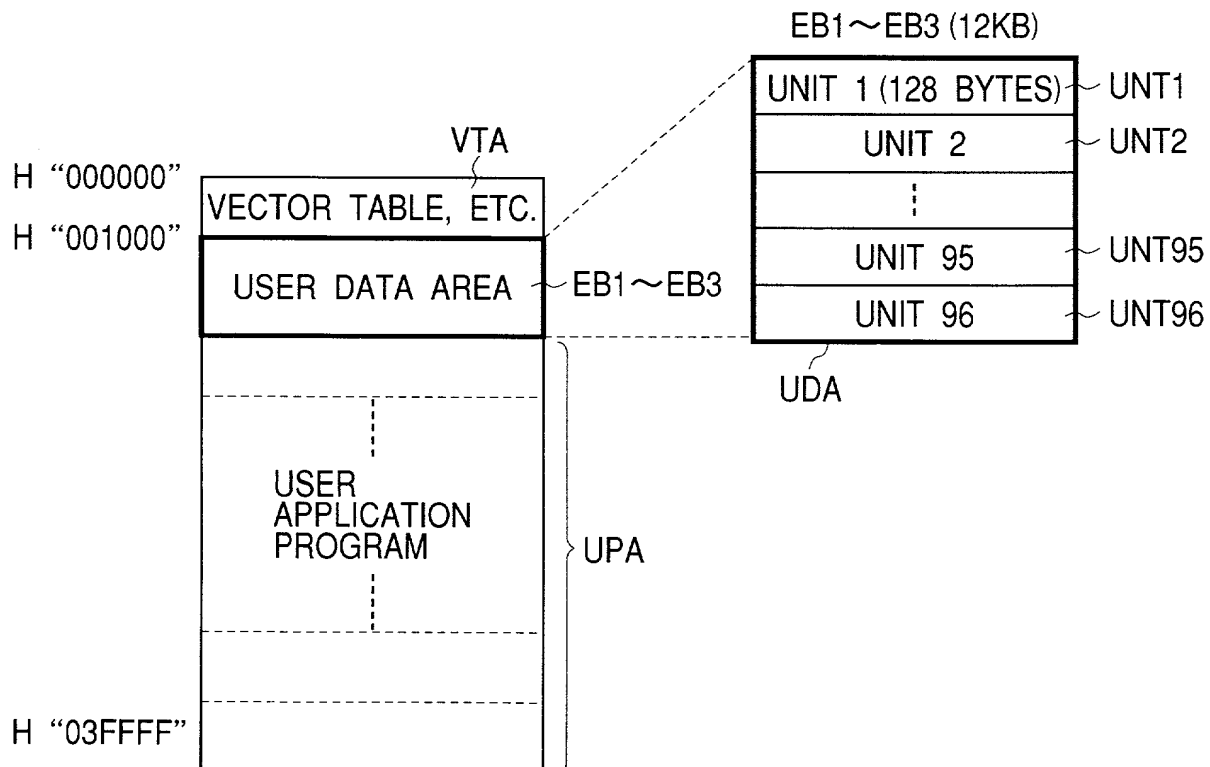 EB1~EB3 (12KB)
UNIT 1 (128 BYTES)
UNT1
UNIT 2
UNT2
UNIT 95
UNT95
UNIT 96
UNT96
UDA
VTA
H “000000”
VECTOR TABLE, ETC.
H “001000”
USER DATA AREA
EB1~EB3
USER
APPLICATION
PROGRAM
UPA
H “03FFFF”